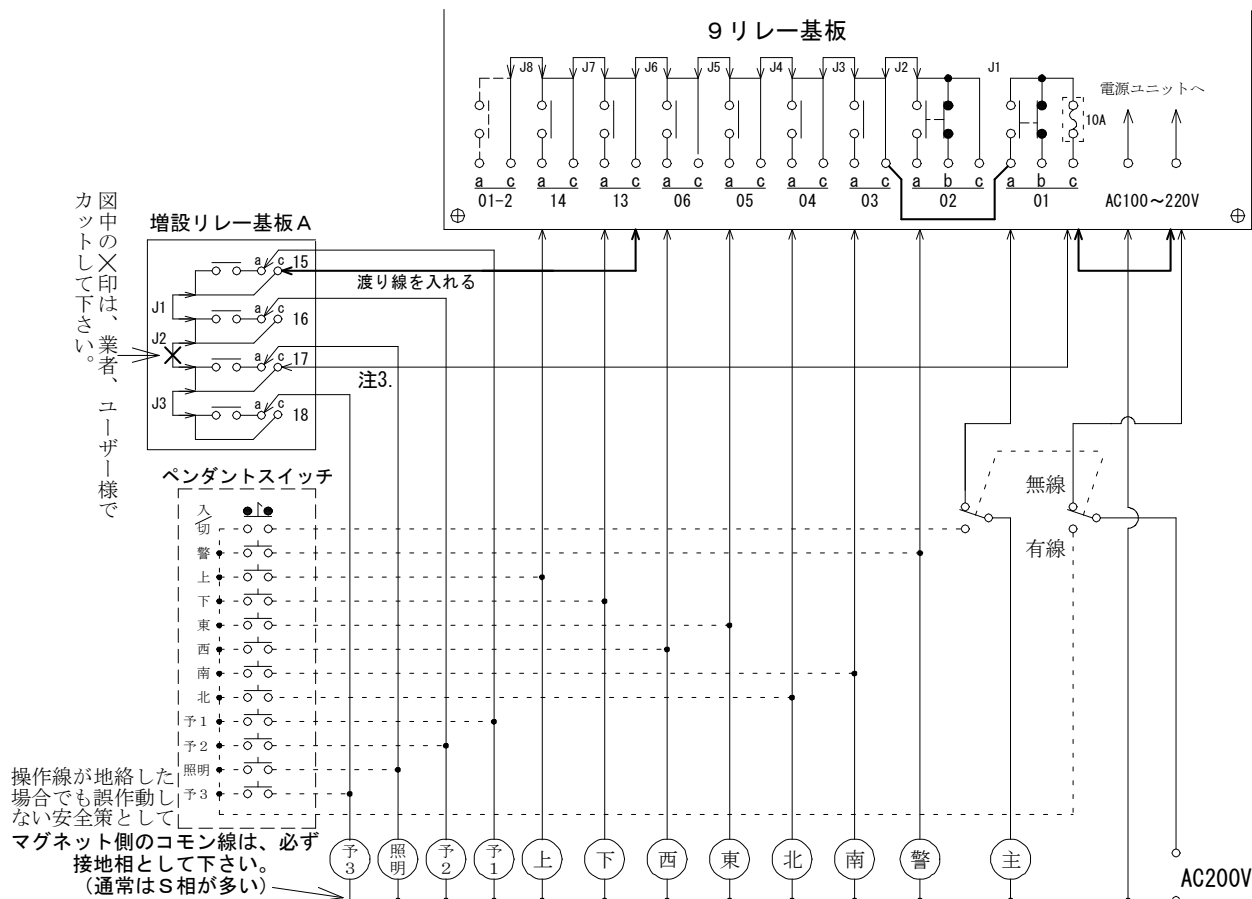 9リレー基板
J8 J7 J6 J5 J4 J3 J2 J1
電源ユニットへ
10A
a c a c a c a c a c a c a c a b c a b c
01-2 14 13 06 05 04 03 02 01 AC100～220V
図中の✕印は、業者、ユーザー様で
カットして下さい。
増設リレー基板A
a c 15
渡り線を入れる
J1
a c 16
J2
a c 17
注3.
J3
a c 18
ペンダントスイッチ
入/切
警
上
下
東
西
南
北
予1
予2
照明
予3
無線
有線
操作線が地絡した
場合でも誤作動し
ない安全策として
マグネット側のコモン線は、必ず
接地相として下さい。
(通常はS相が多い)
予3 照明 予2 予1 上 下 西 東 北 南 警 主
AC200V